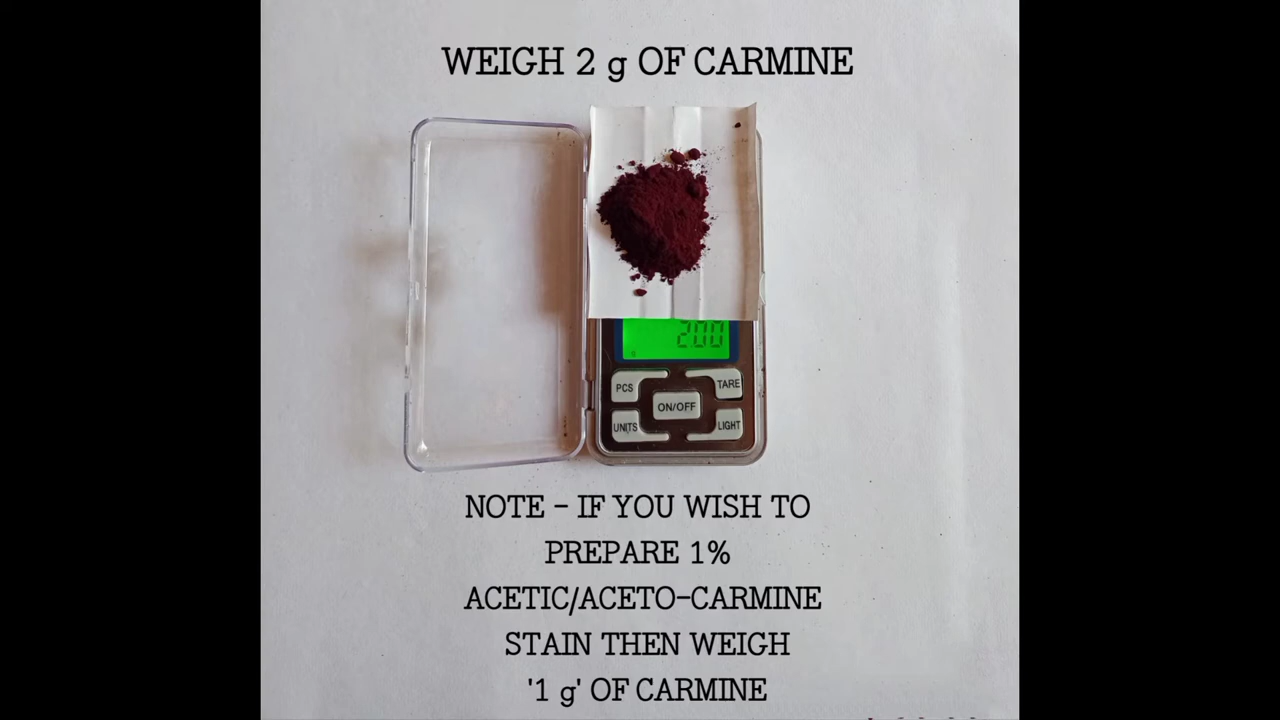 WEIGH 2 g OF CARMINE
2.00
g
PCS
TARE
ON/OFF
UNITS
LIGHT
NOTE - IF YOU WISH TO
PREPARE 1%
ACETIC/ACETO-CARMINE
STAIN THEN WEIGH
'1 g' OF CARMINE